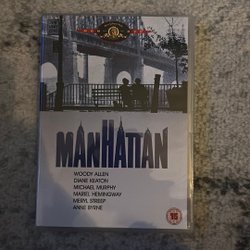 MANHATTAN
WOODY ALLEN
DIANE KEATON
MICHAEL MURPHY
MARIEL HEMINGWAY
MERYL STREEP
ANNE BYRNE
15